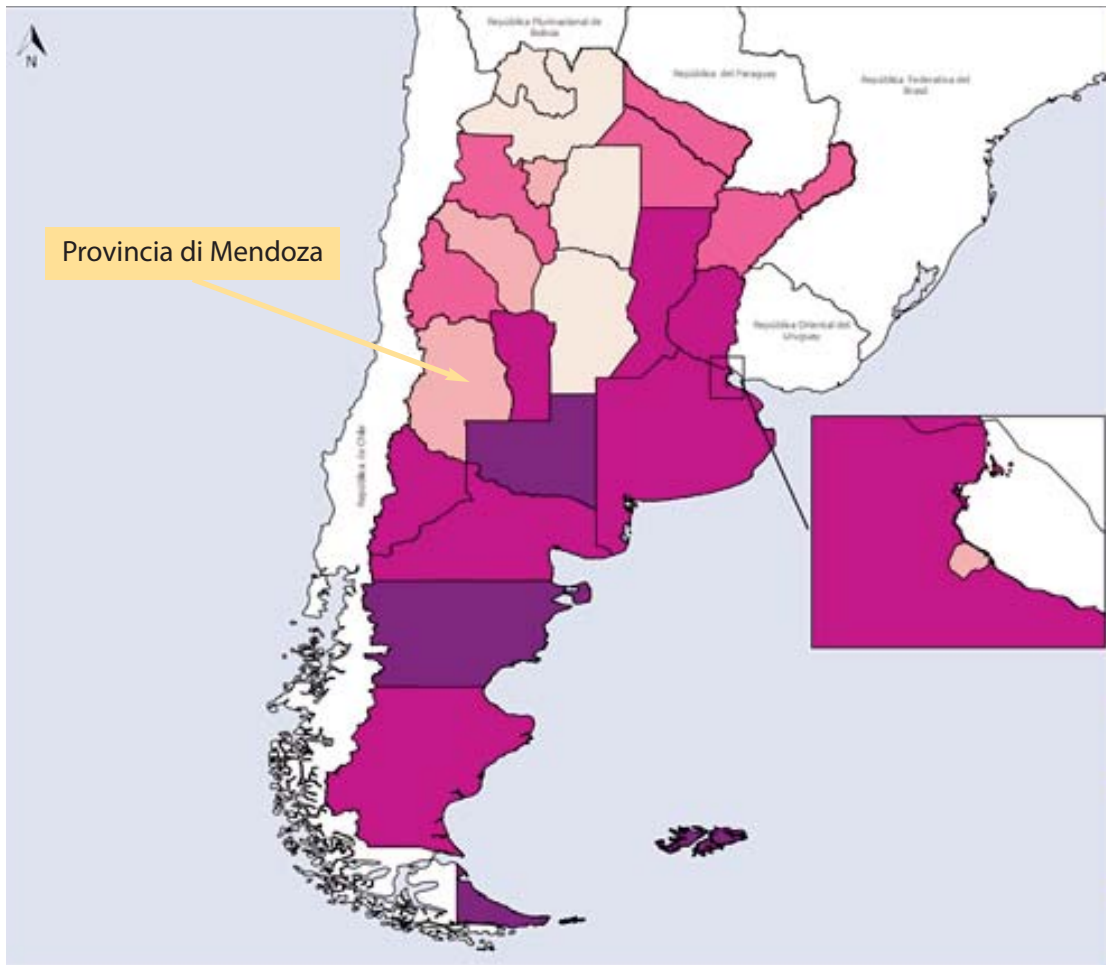 República Plurinacional de
Bolivia
N
República del Paraguay
República Federativa del
Brasil
Provincia di Mendoza
República Oriental del
Uruguay
República de Chile